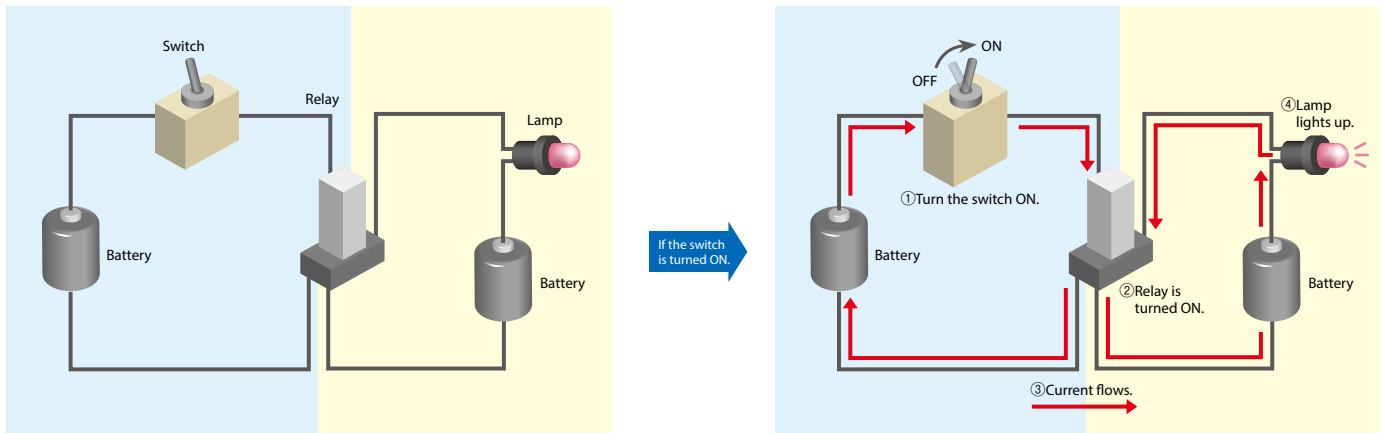 Switch
Relay
Lamp
Battery
Battery
If the switch
is turned ON.
ON
OFF
①Turn the switch ON.
④Lamp
lights up.
Battery
②Relay is
turned ON.
Battery
③Current flows.